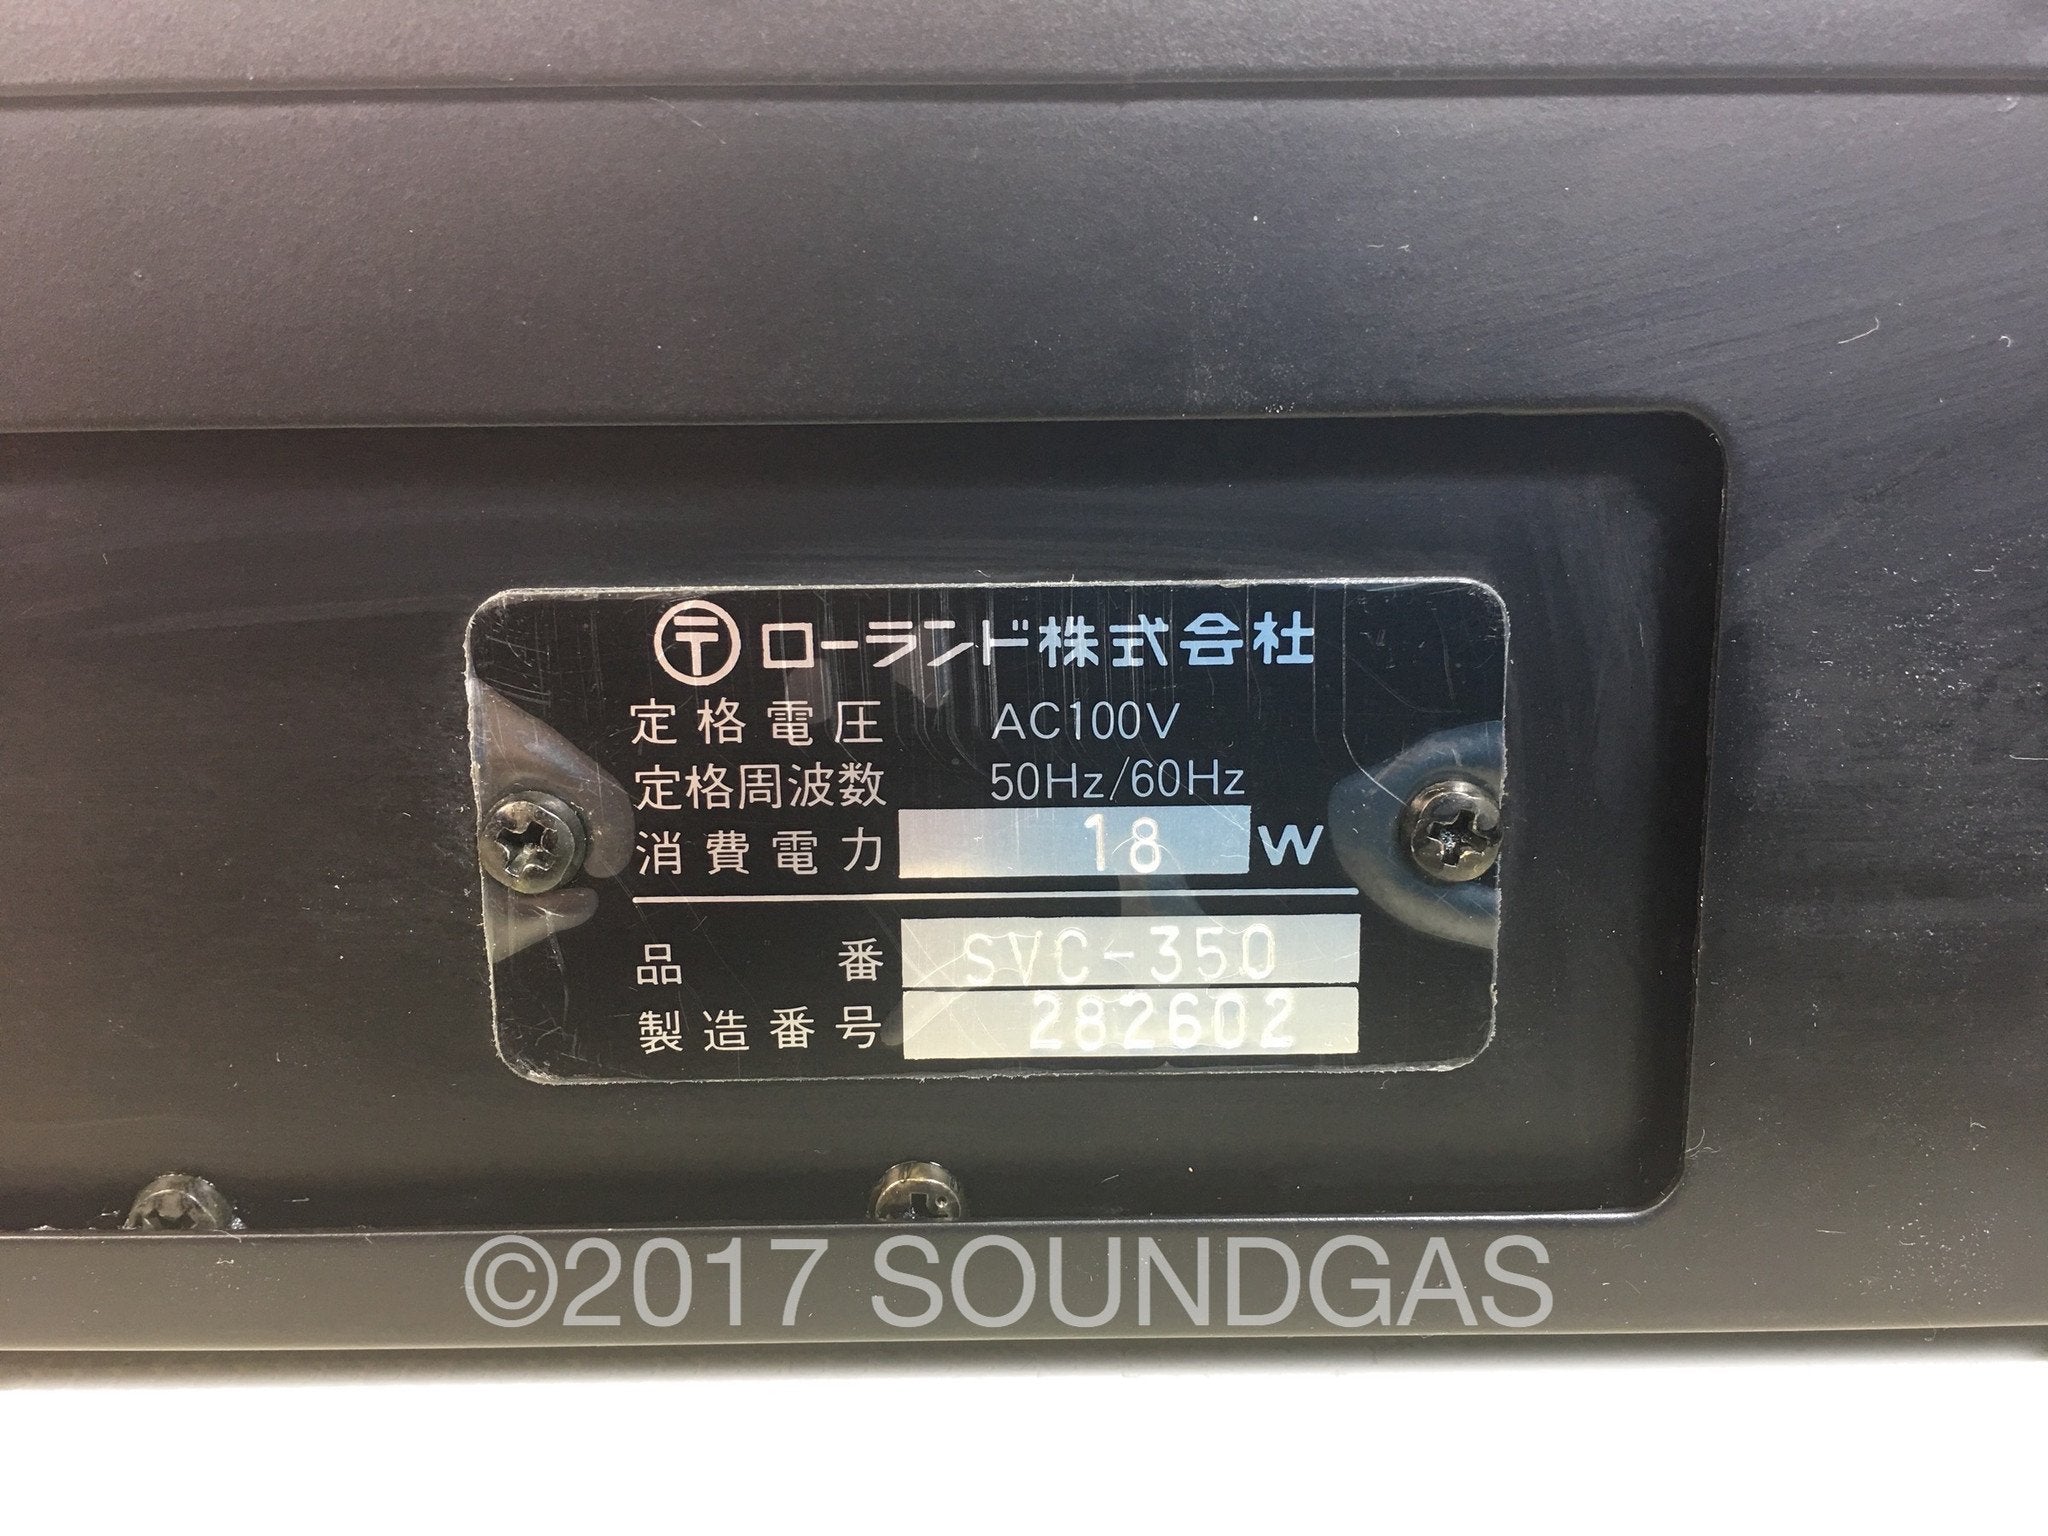 〒 ローランド株式会社
定格電圧 AC100V
定格周波数 50Hz/60Hz
消費電力 18 W
品番 SVC-350
製造番号 282602
©2017 SOUNDGAS